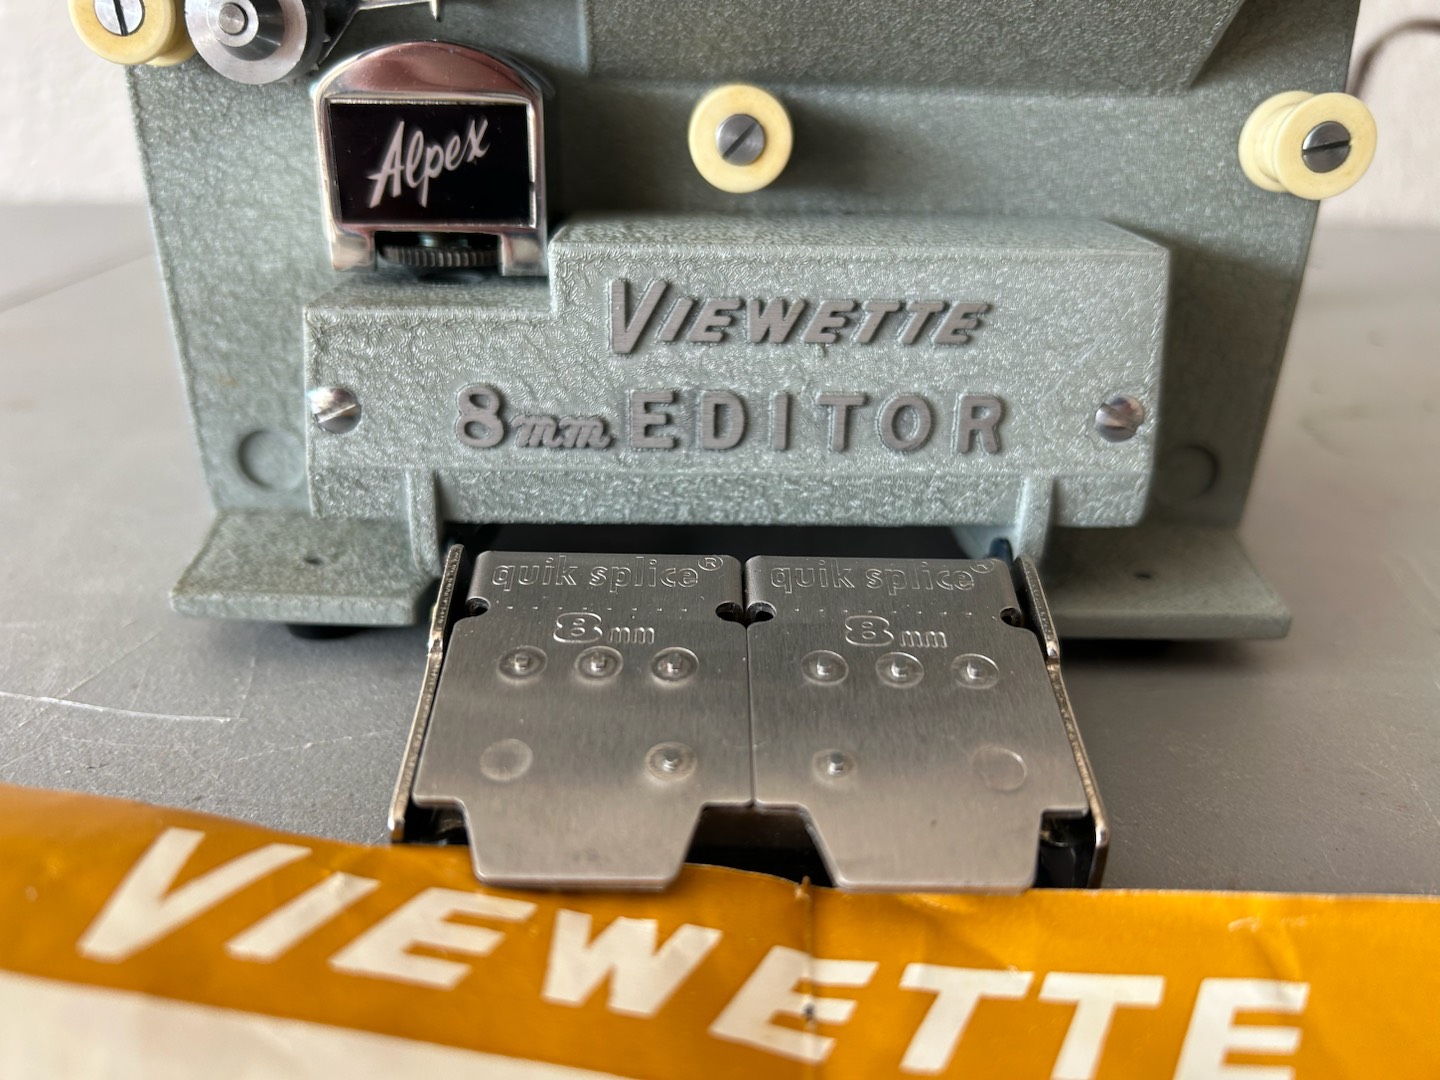 Alpex
VIEWETTE
8mm EDITOR
quik splice® quik splice®
8mm 8mm
VIEWETTE